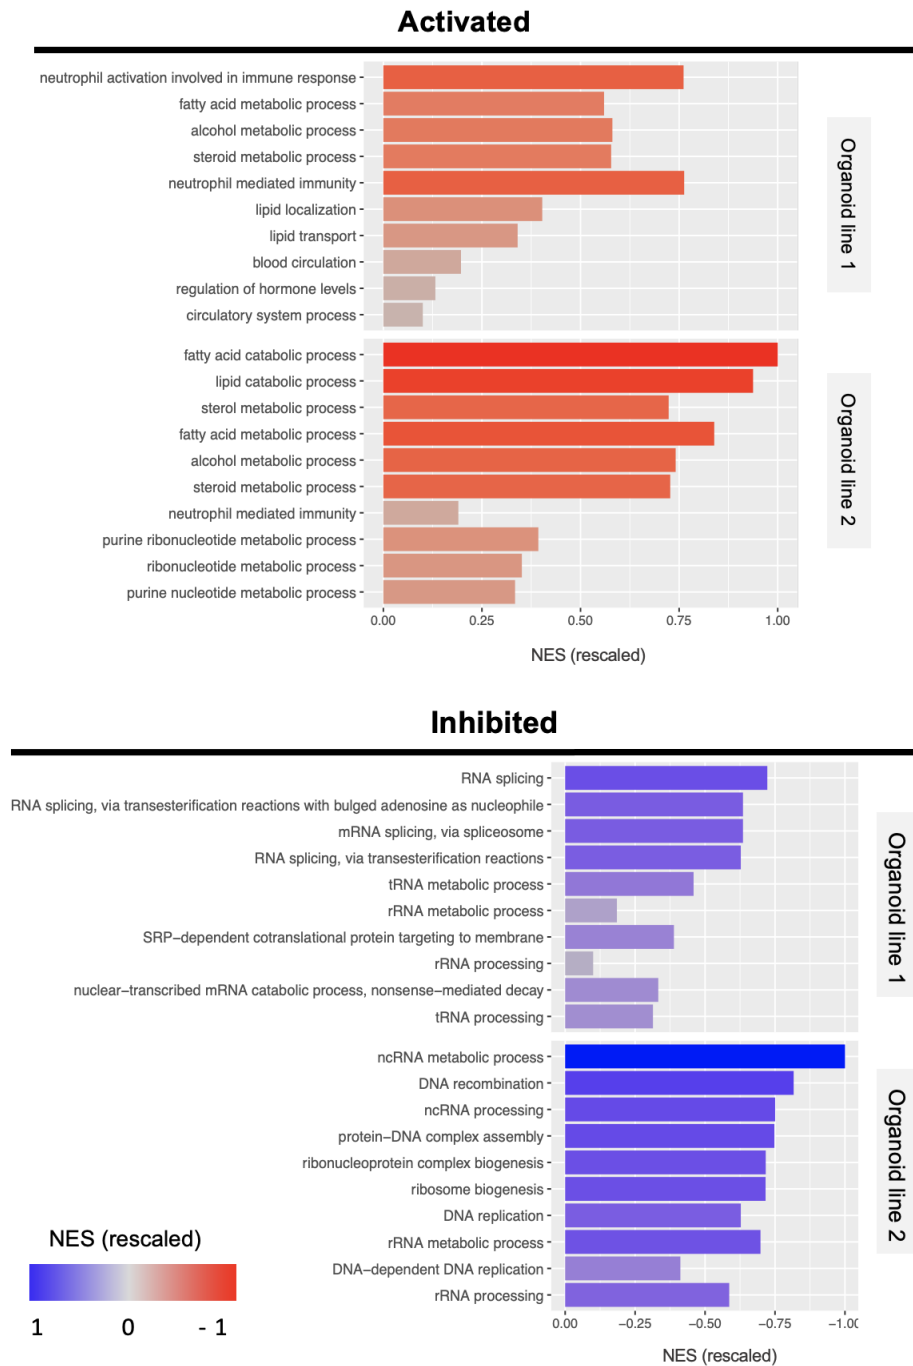 Activated
neutrophil activation involved in immune response
fatty acid metabolic process
alcohol metabolic process
steroid metabolic process
neutrophil mediated immunity
lipid localization
lipid transport
blood circulation
regulation of hormone levels
circulatory system process
Organoid line 1
fatty acid catabolic process
lipid catabolic process
sterol metabolic process
fatty acid metabolic process
alcohol metabolic process
steroid metabolic process
neutrophil mediated immunity
purine ribonucleotide metabolic process
ribonucleotide metabolic process
purine nucleotide metabolic process
Organoid line 2
0.00 0.25 0.50 0.75 1.00
NES (rescaled)
Inhibited
RNA splicing
RNA splicing, via transesterification reactions with bulged adenosine as nucleophile
mRNA splicing, via spliceosome
RNA splicing, via transesterification reactions
tRNA metabolic process
rRNA metabolic process
SRP−dependent cotranslational protein targeting to membrane
rRNA processing
nuclear−transcribed mRNA catabolic process, nonsense−mediated decay
tRNA processing
Organoid line 1
ncRNA metabolic process
DNA recombination
ncRNA processing
protein−DNA complex assembly
ribonucleoprotein complex biogenesis
ribosome biogenesis
DNA replication
rRNA metabolic process
DNA−dependent DNA replication
rRNA processing
Organoid line 2
0.00 −0.25 −0.50 −0.75 −1.00
NES (rescaled)
NES (rescaled)
1 0 - 1